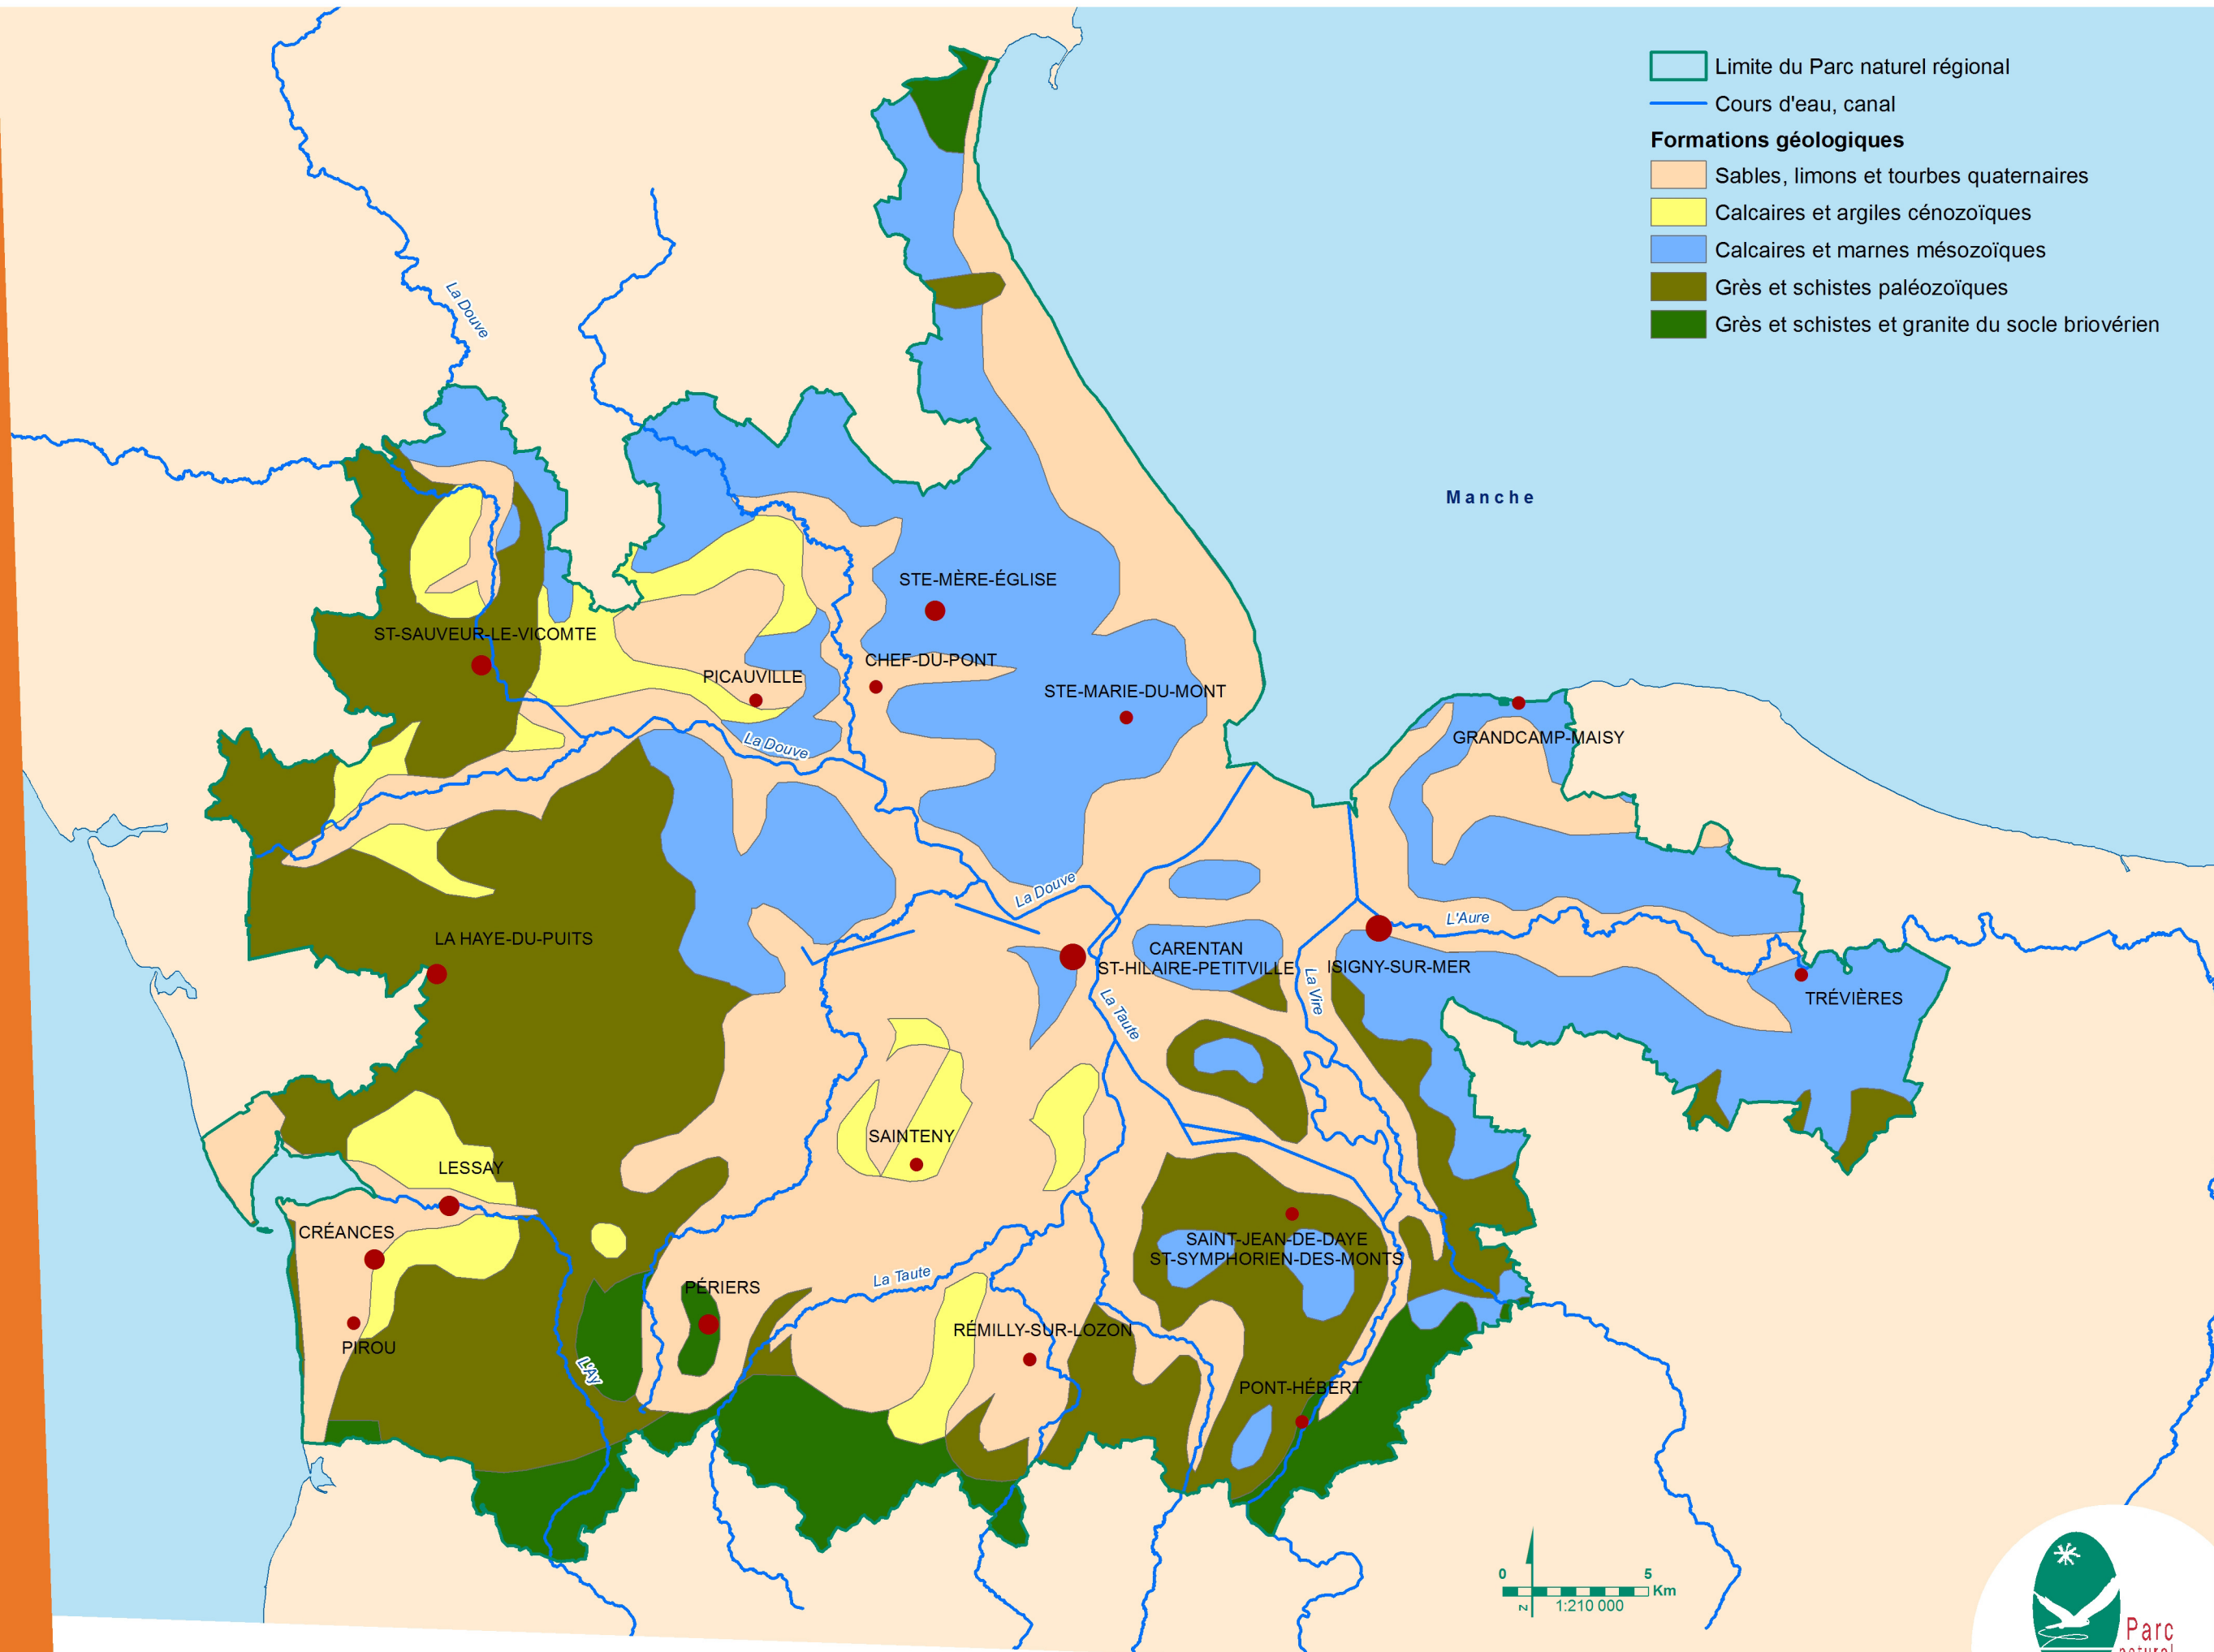 Limite du Parc naturel régional
Cours d'eau, canal
Formations géologiques
Sables, limons et tourbes quaternaires
Calcaires et argiles cénozoïques
Calcaires et marnes mésozoïques
Grès et schistes paléozoïques
Grès et schistes et granite du socle briovérien
La Douve
Manche
STE-MÈRE-ÉGLISE
ST-SAUVEUR-LE-VICOMTE
CHEF-DU-PONT
PICAUVILLE
STE-MARIE-DU-MONT
GRANDCAMP-MAISY
La Douve
La Douve
L'Aure
LA HAYE-DU-PUITS
CARENTAN
ST-HILAIRE-PETITVILLE
ISIGNY-SUR-MER
La Vire
TRÉVIÈRES
La Taute
SAINTENY
LESSAY
CRÉANCES
SAINT-JEAN-DE-DAYE
ST-SYMPHORIEN-DES-MONTS
La Taute
PÉRIERS
RÉMILLY-SUR-LOZON
PIROU
L'Ay
PONT-HÉBERT
0 5
Km
N
1:210 000
Parc